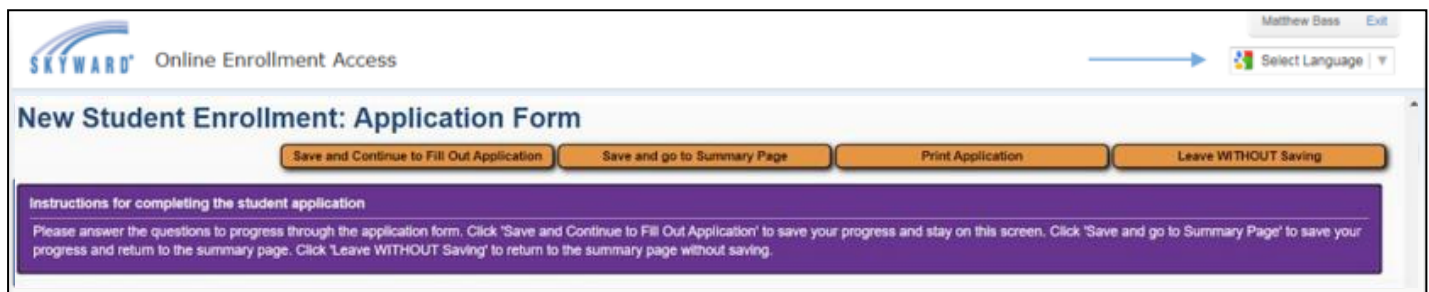 Matthew Bass Exit
SKYWARD® Online Enrollment Access
Select Language ▼
New Student Enrollment: Application Form
Save and Continue to Fill Out Application Save and go to Summary Page Print Application Leave WITHOUT Saving
Instructions for completing the student application
Please answer the questions to progress through the application form. Click 'Save and Continue to Fill Out Application' to save your progress and stay on this screen. Click 'Save and go to Summary Page' to save your
progress and return to the summary page. Click 'Leave WITHOUT Saving' to return to the summary page without saving.